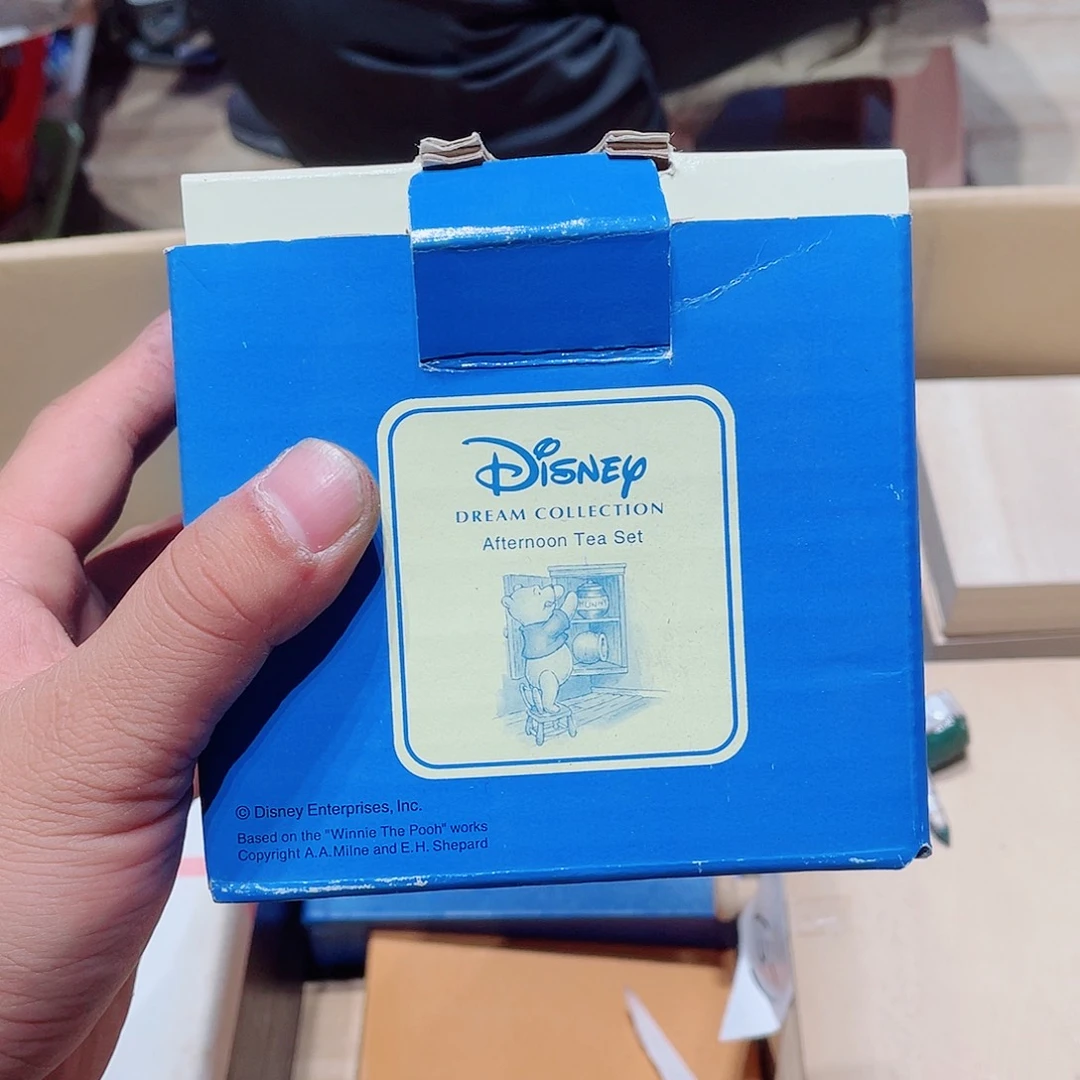 Disney
DREAM COLLECTION
Afternoon Tea Set
HUNNY
© Disney Enterprises, Inc.
Based on the "Winnie The Pooh" works
Copyright A.A.Milne and E.H. Shepard